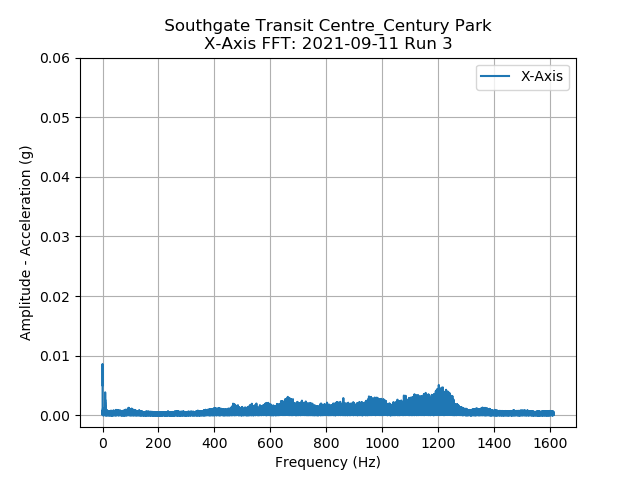 Southgate Transit Centre_Century Park
X-Axis FFT: 2021-09-11 Run 3
X-Axis
0.06
0.05
0.04
0.03
0.02
0.01
0.00
Amplitude - Acceleration (g)
0 200 400 600 800 1000 1200 1400 1600
Frequency (Hz)